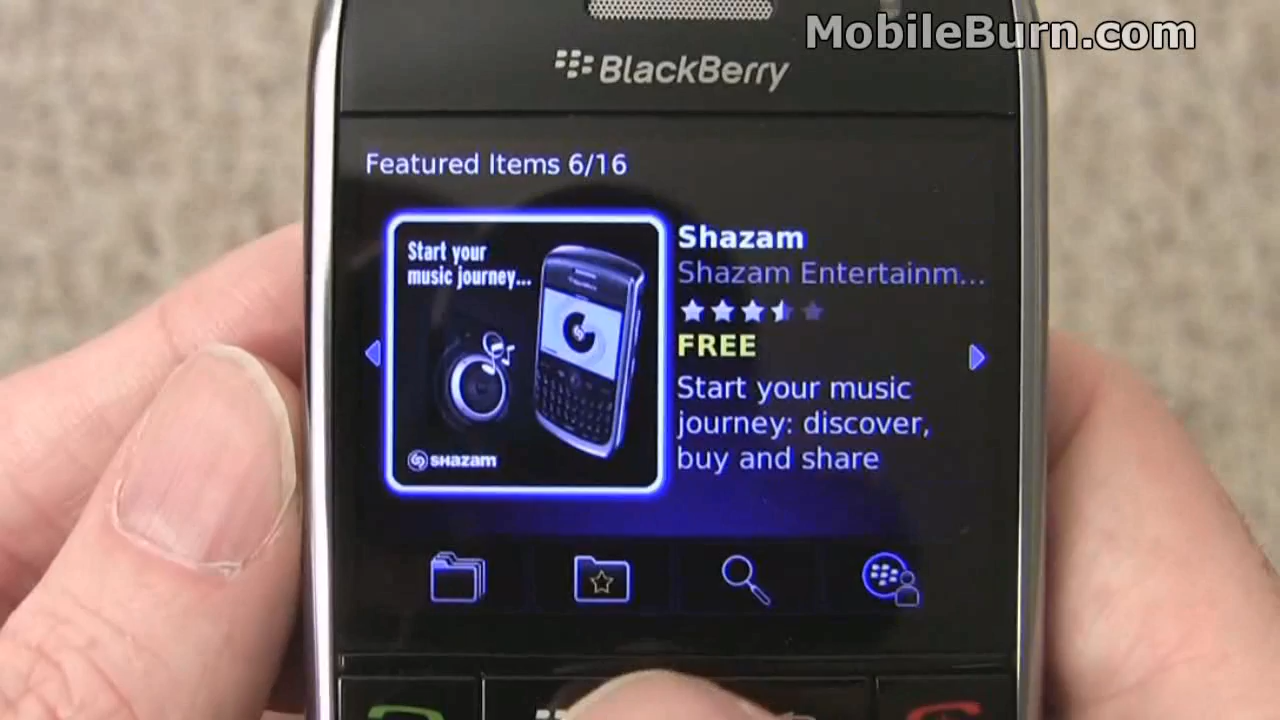 MobileBurn.com
BlackBerry
Featured Items 6/16
Start your
music journey...
SHAZAM
Shazam
Shazam Entertainm...
FREE
Start your music
journey: discover,
buy and share